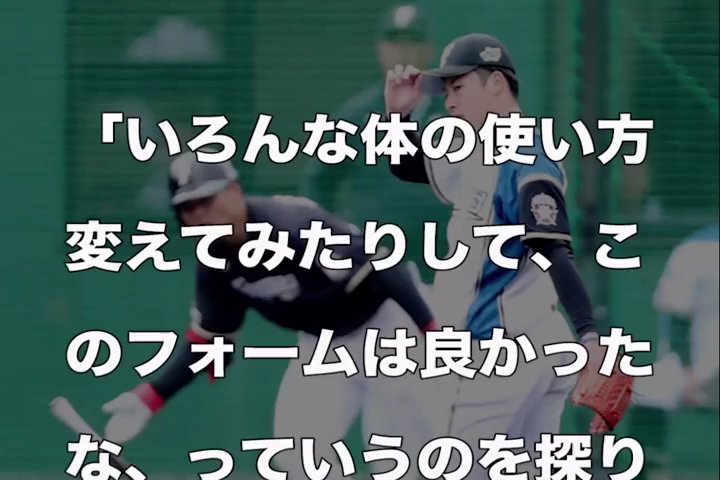 「いろんな体の使い方
変えてみたりして、こ
のフォームは良かった
な、っていうのを探り